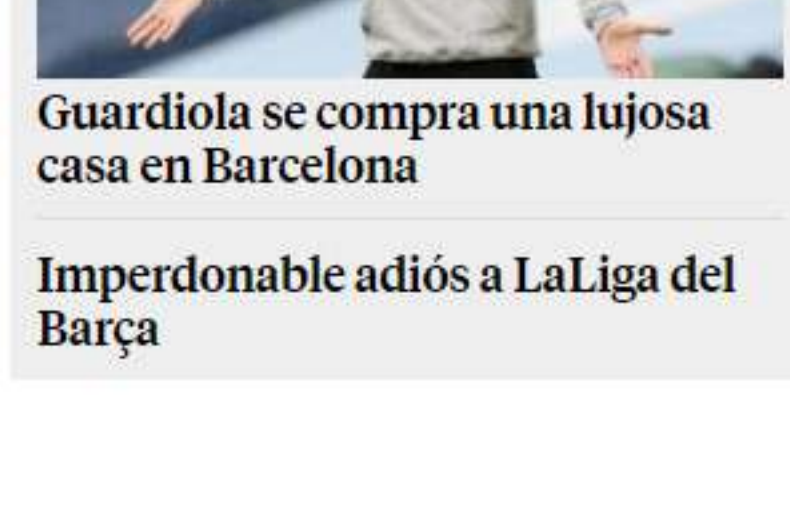 Guardiola se compra una lujosa
casa en Barcelona
Imperdonable adiós a LaLiga del
Barça